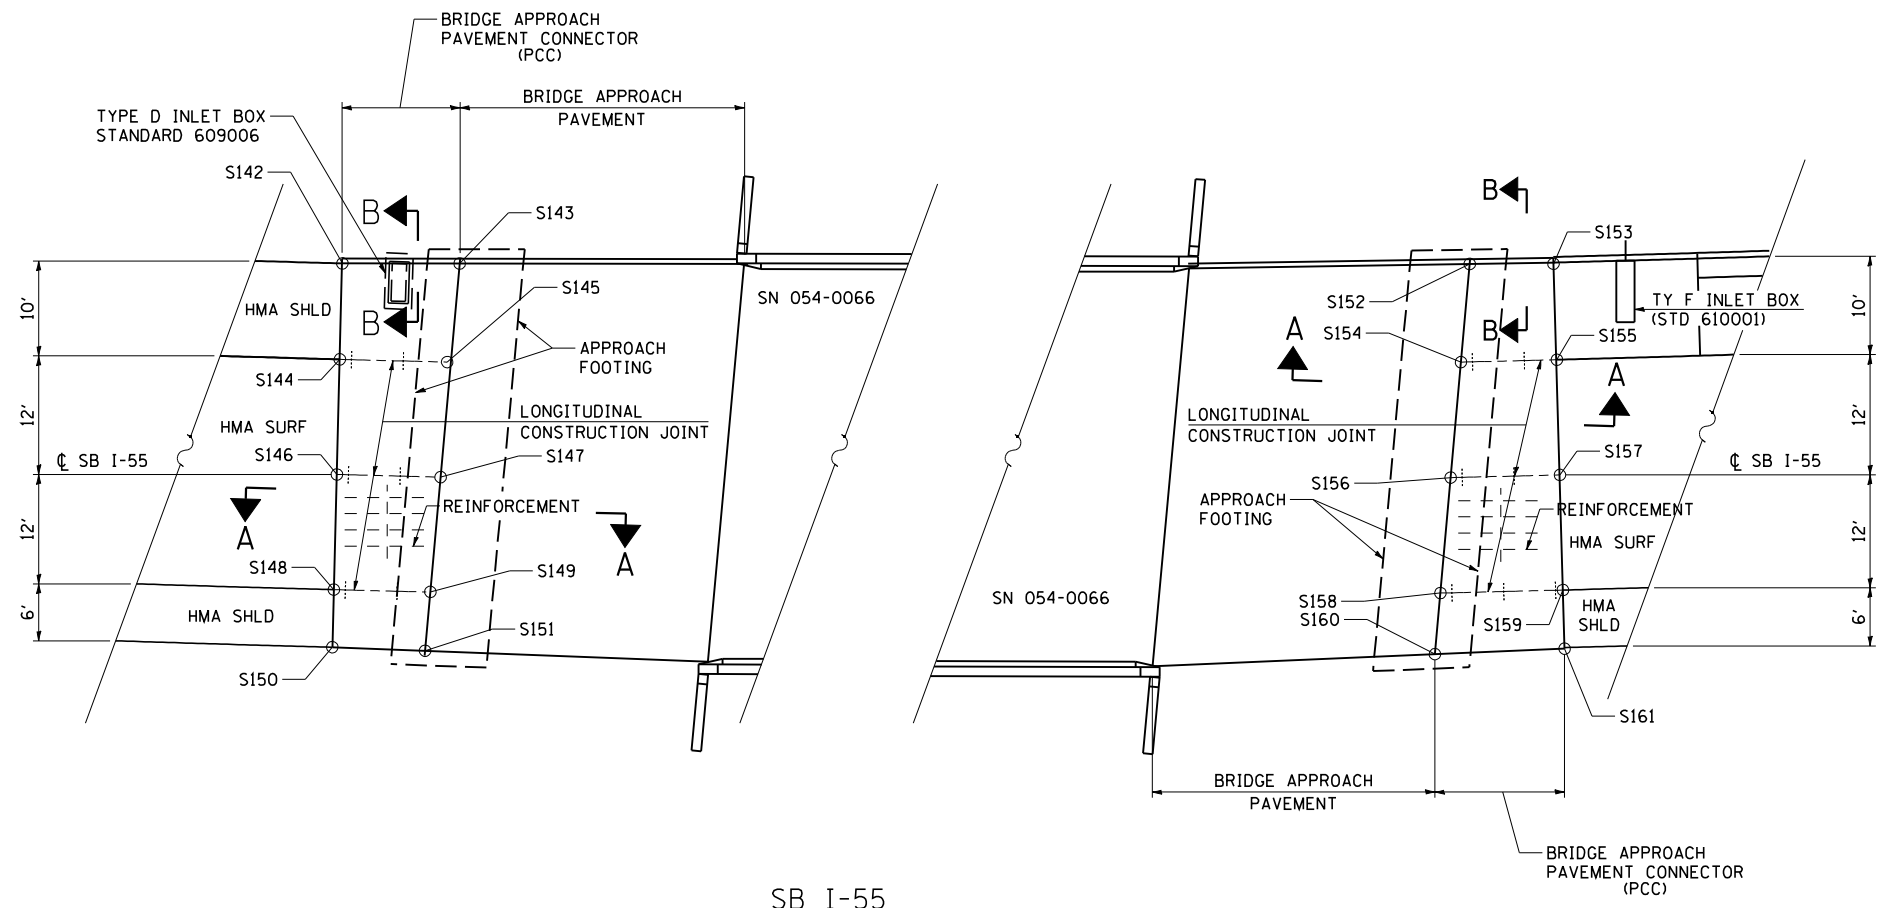 BRIDGE APPROACH
PAVEMENT CONNECTOR
(PCC)
BRIDGE APPROACH
PAVEMENT
TYPE D INLET BOX
STANDARD 609006
S142
B
S143
B
S153
S145
SN 054-0066
10'
HMA SHLD
B
S152
TY F INLET BOX
(STD 610001)
10'
A
S154
B
S155
APPROACH
FOOTING
S144
A
12'
HMA SURF
LONGITUDINAL
CONSTRUCTION JOINT
LONGITUDINAL
CONSTRUCTION JOINT
12'
℄ SB I-55
S146
S147
S157
℄ SB I-55
S156
REINFORCEMENT
APPROACH
FOOTING
REINFORCEMENT
12'
A
A
HMA SURF
12'
S148
S149
SN 054-0066
S158
HMA
SHLD
6'
HMA SHLD
S151
S160
S159
6'
S150
S161
BRIDGE APPROACH
PAVEMENT
BRIDGE APPROACH
PAVEMENT CONNECTOR
(PCC)
SB I-55